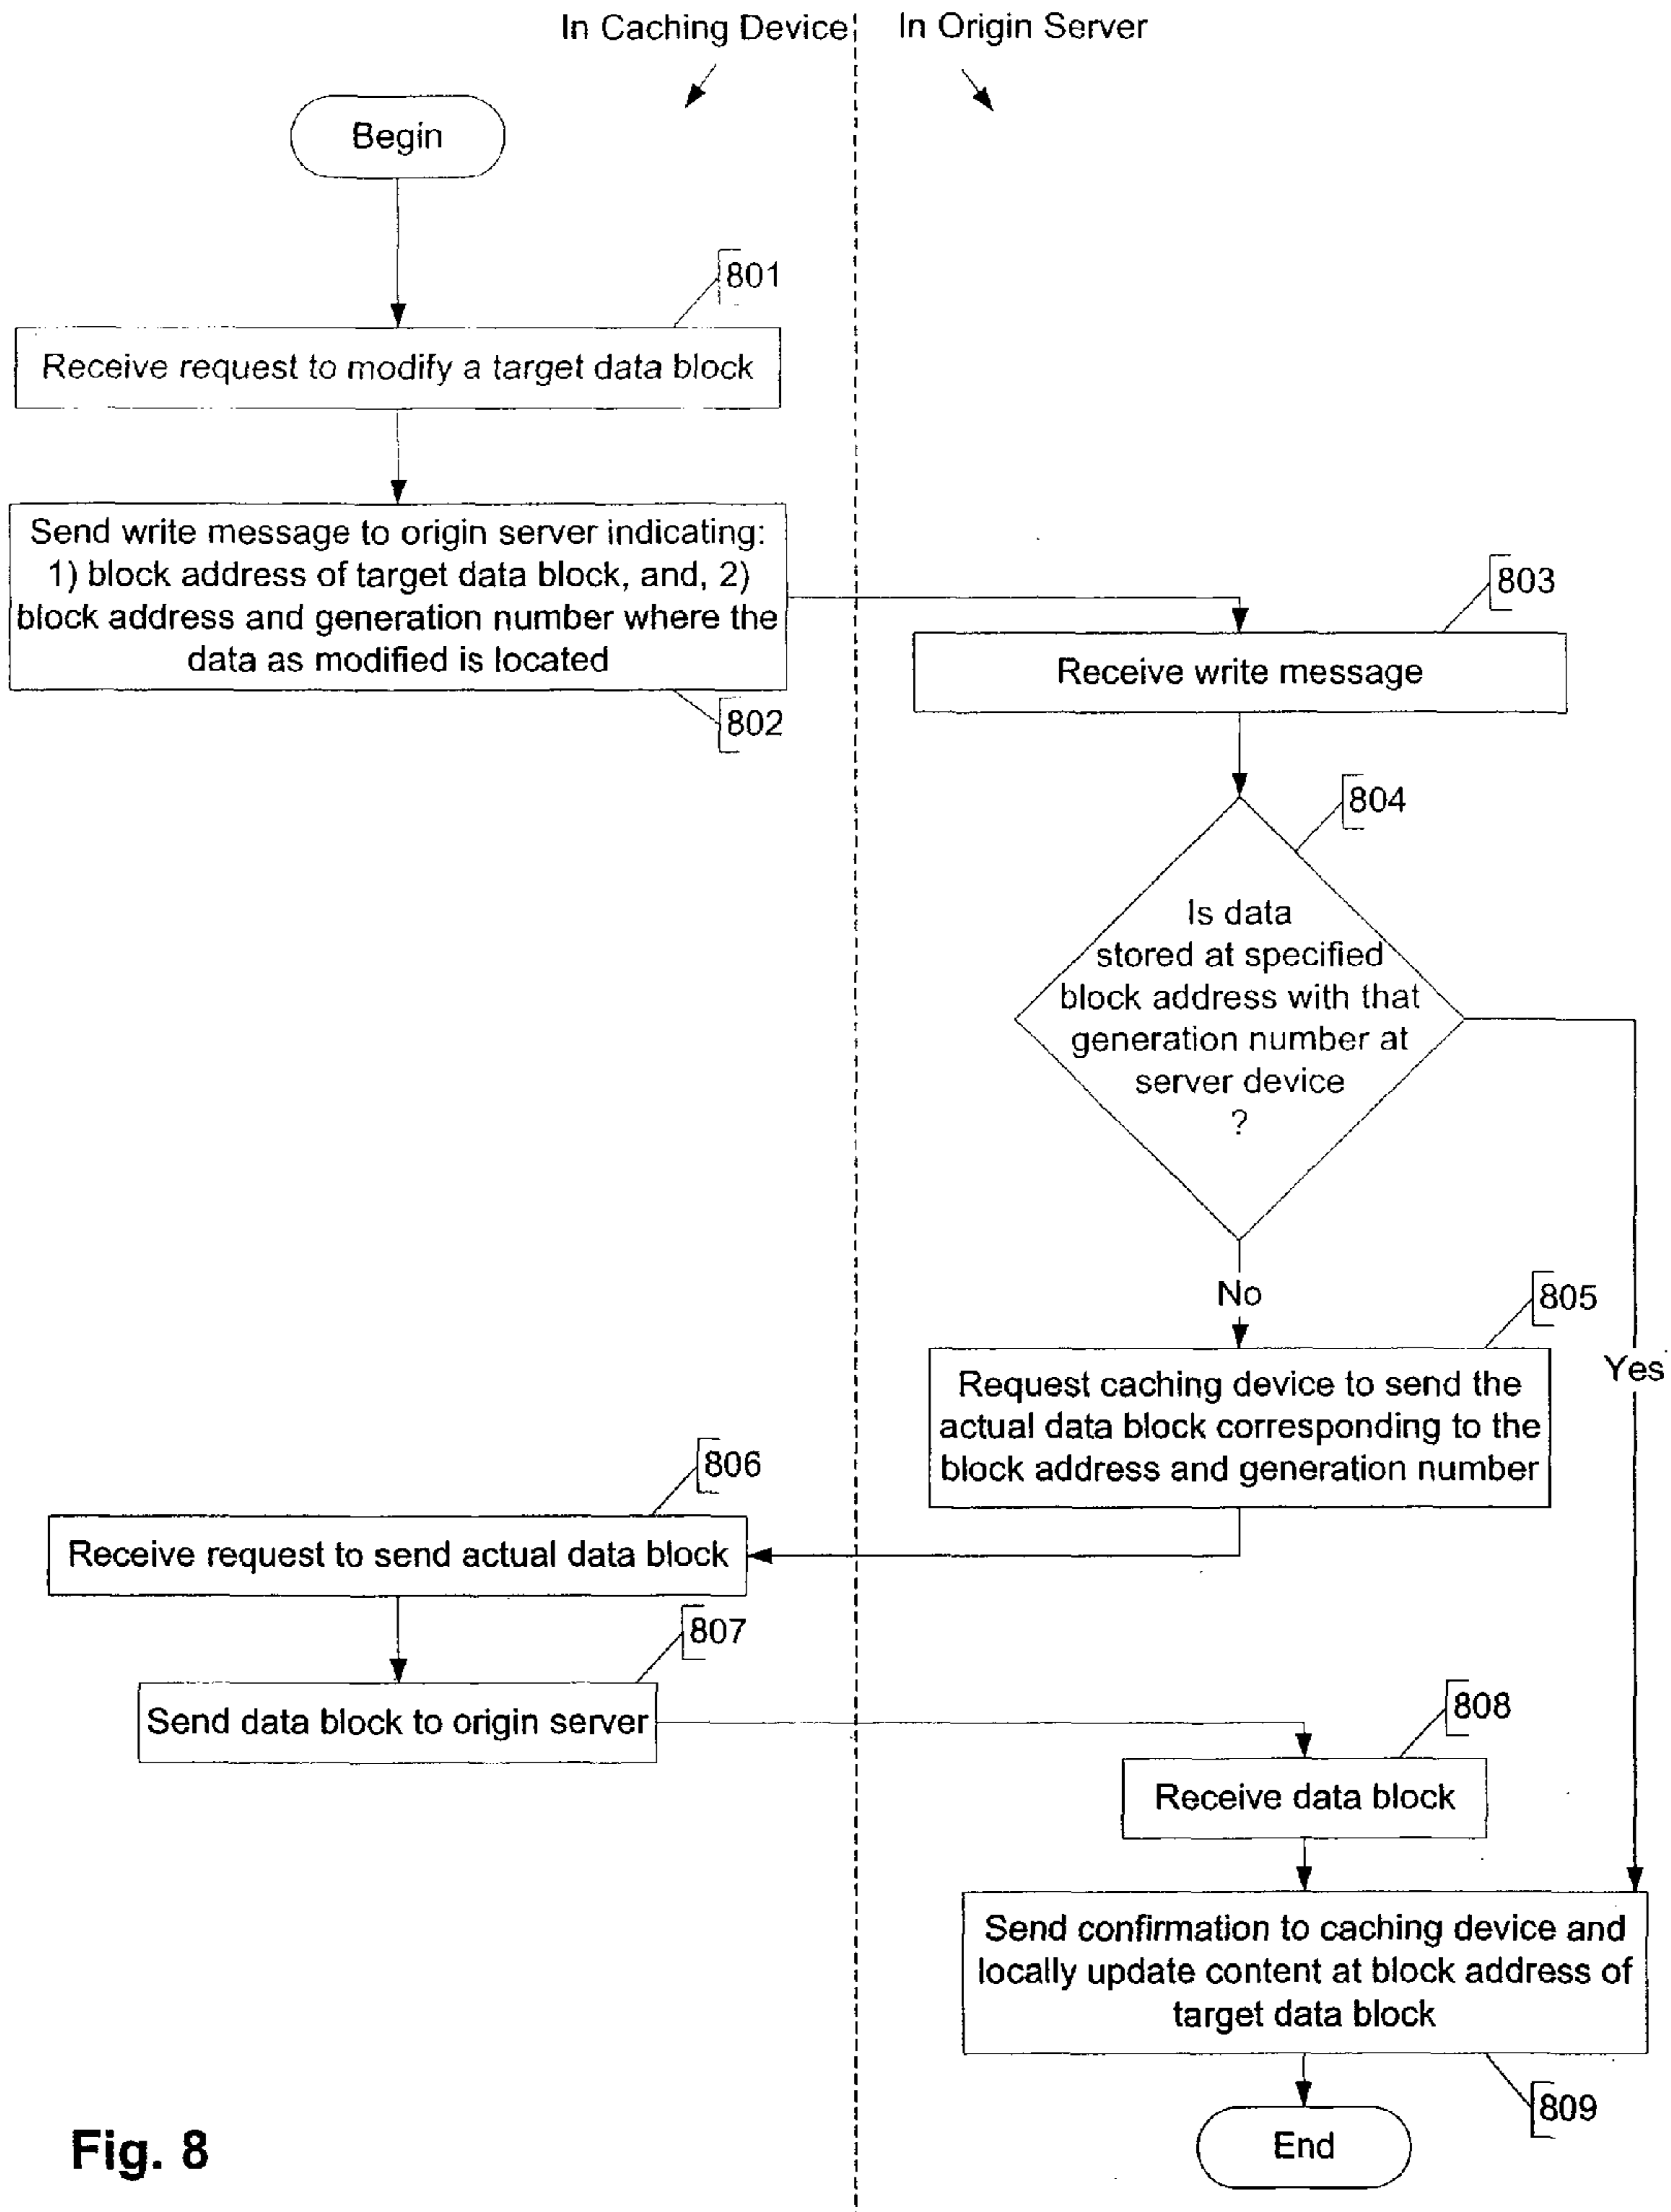 In Caching Device
In Origin Server
Begin
801
Receive request to modify a target data block
Send write message to origin server indicating:
1) block address of target data block, and, 2)
block address and generation number where the
data as modified is located
802
803
Receive write message
804
Is data
stored at specified
block address with that
generation number at
server device
?
No
Yes
805
Request caching device to send the
actual data block corresponding to the
block address and generation number
806
Receive request to send actual data block
807
Send data block to origin server
808
Receive data block
Send confirmation to caching device and
locally update content at block address of
target data block
809
End
Fig. 8